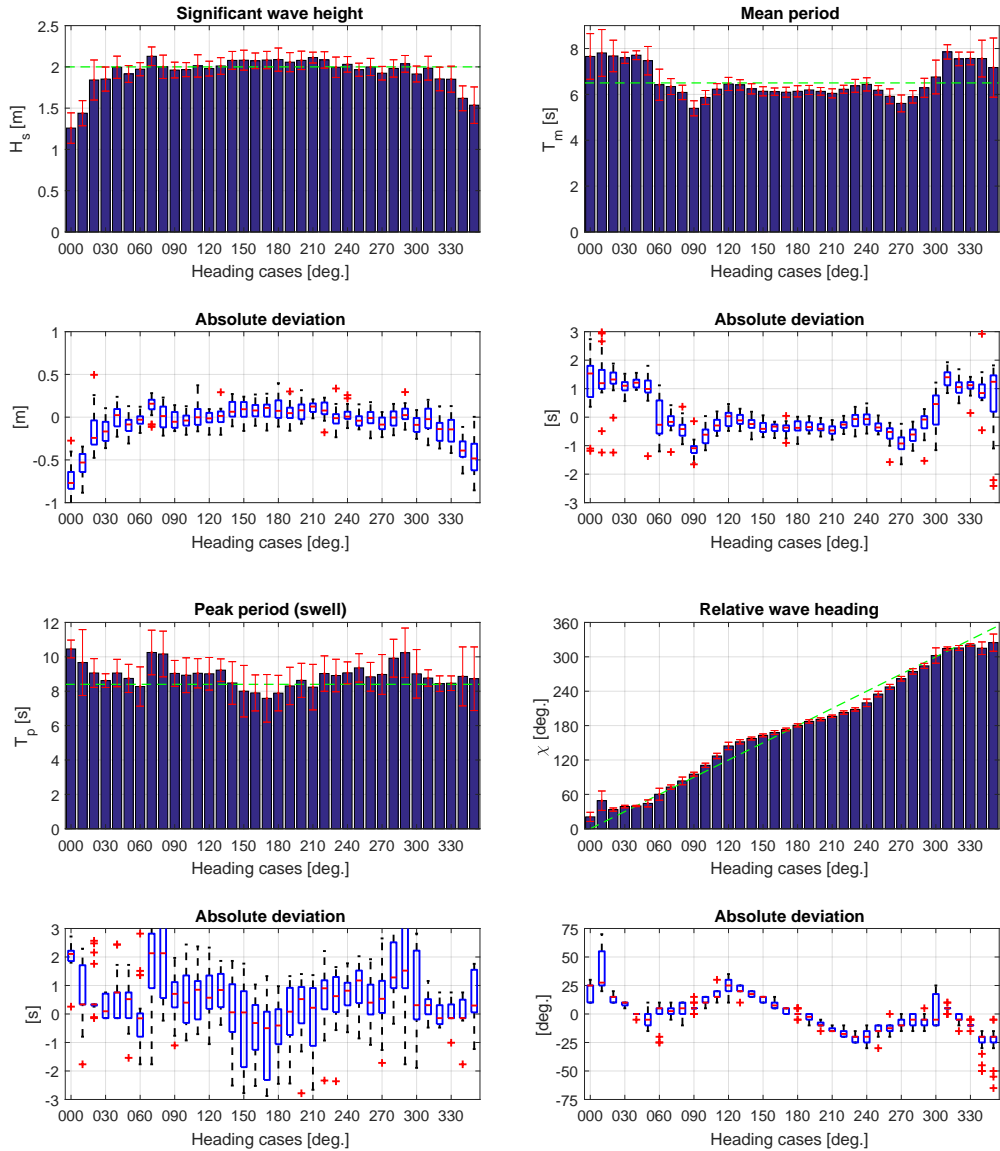 Significant wave height
2.5
2
1.5
1
0.5
0
H_s [m]
000 030 060 090 120 150 180 210 240 270 300 330
Heading cases [deg.]
Mean period
8
6
4
2
0
T_m [s]
000 030 060 090 120 150 180 210 240 270 300 330
Heading cases [deg.]
Absolute deviation
1
0.5
0
-0.5
-1
[m]
000 030 060 090 120 150 180 210 240 270 300 330
Heading cases [deg.]
Absolute deviation
3
2
1
0
-1
-2
-3
[s]
000 030 060 090 120 150 180 210 240 270 300 330
Heading cases [deg.]
Peak period (swell)
12
10
8
6
4
2
0
T_p [s]
000 030 060 090 120 150 180 210 240 270 300 330
Heading cases [deg.]
Relative wave heading
360
300
240
180
120
60
0
χ [deg.]
000 030 060 090 120 150 180 210 240 270 300 330
Heading cases [deg.]
Absolute deviation
3
2
1
0
-1
-2
-3
[s]
000 030 060 090 120 150 180 210 240 270 300 330
Heading cases [deg.]
Absolute deviation
75
50
25
0
-25
-50
-75
[deg.]
000 030 060 090 120 150 180 210 240 270 300 330
Heading cases [deg.]